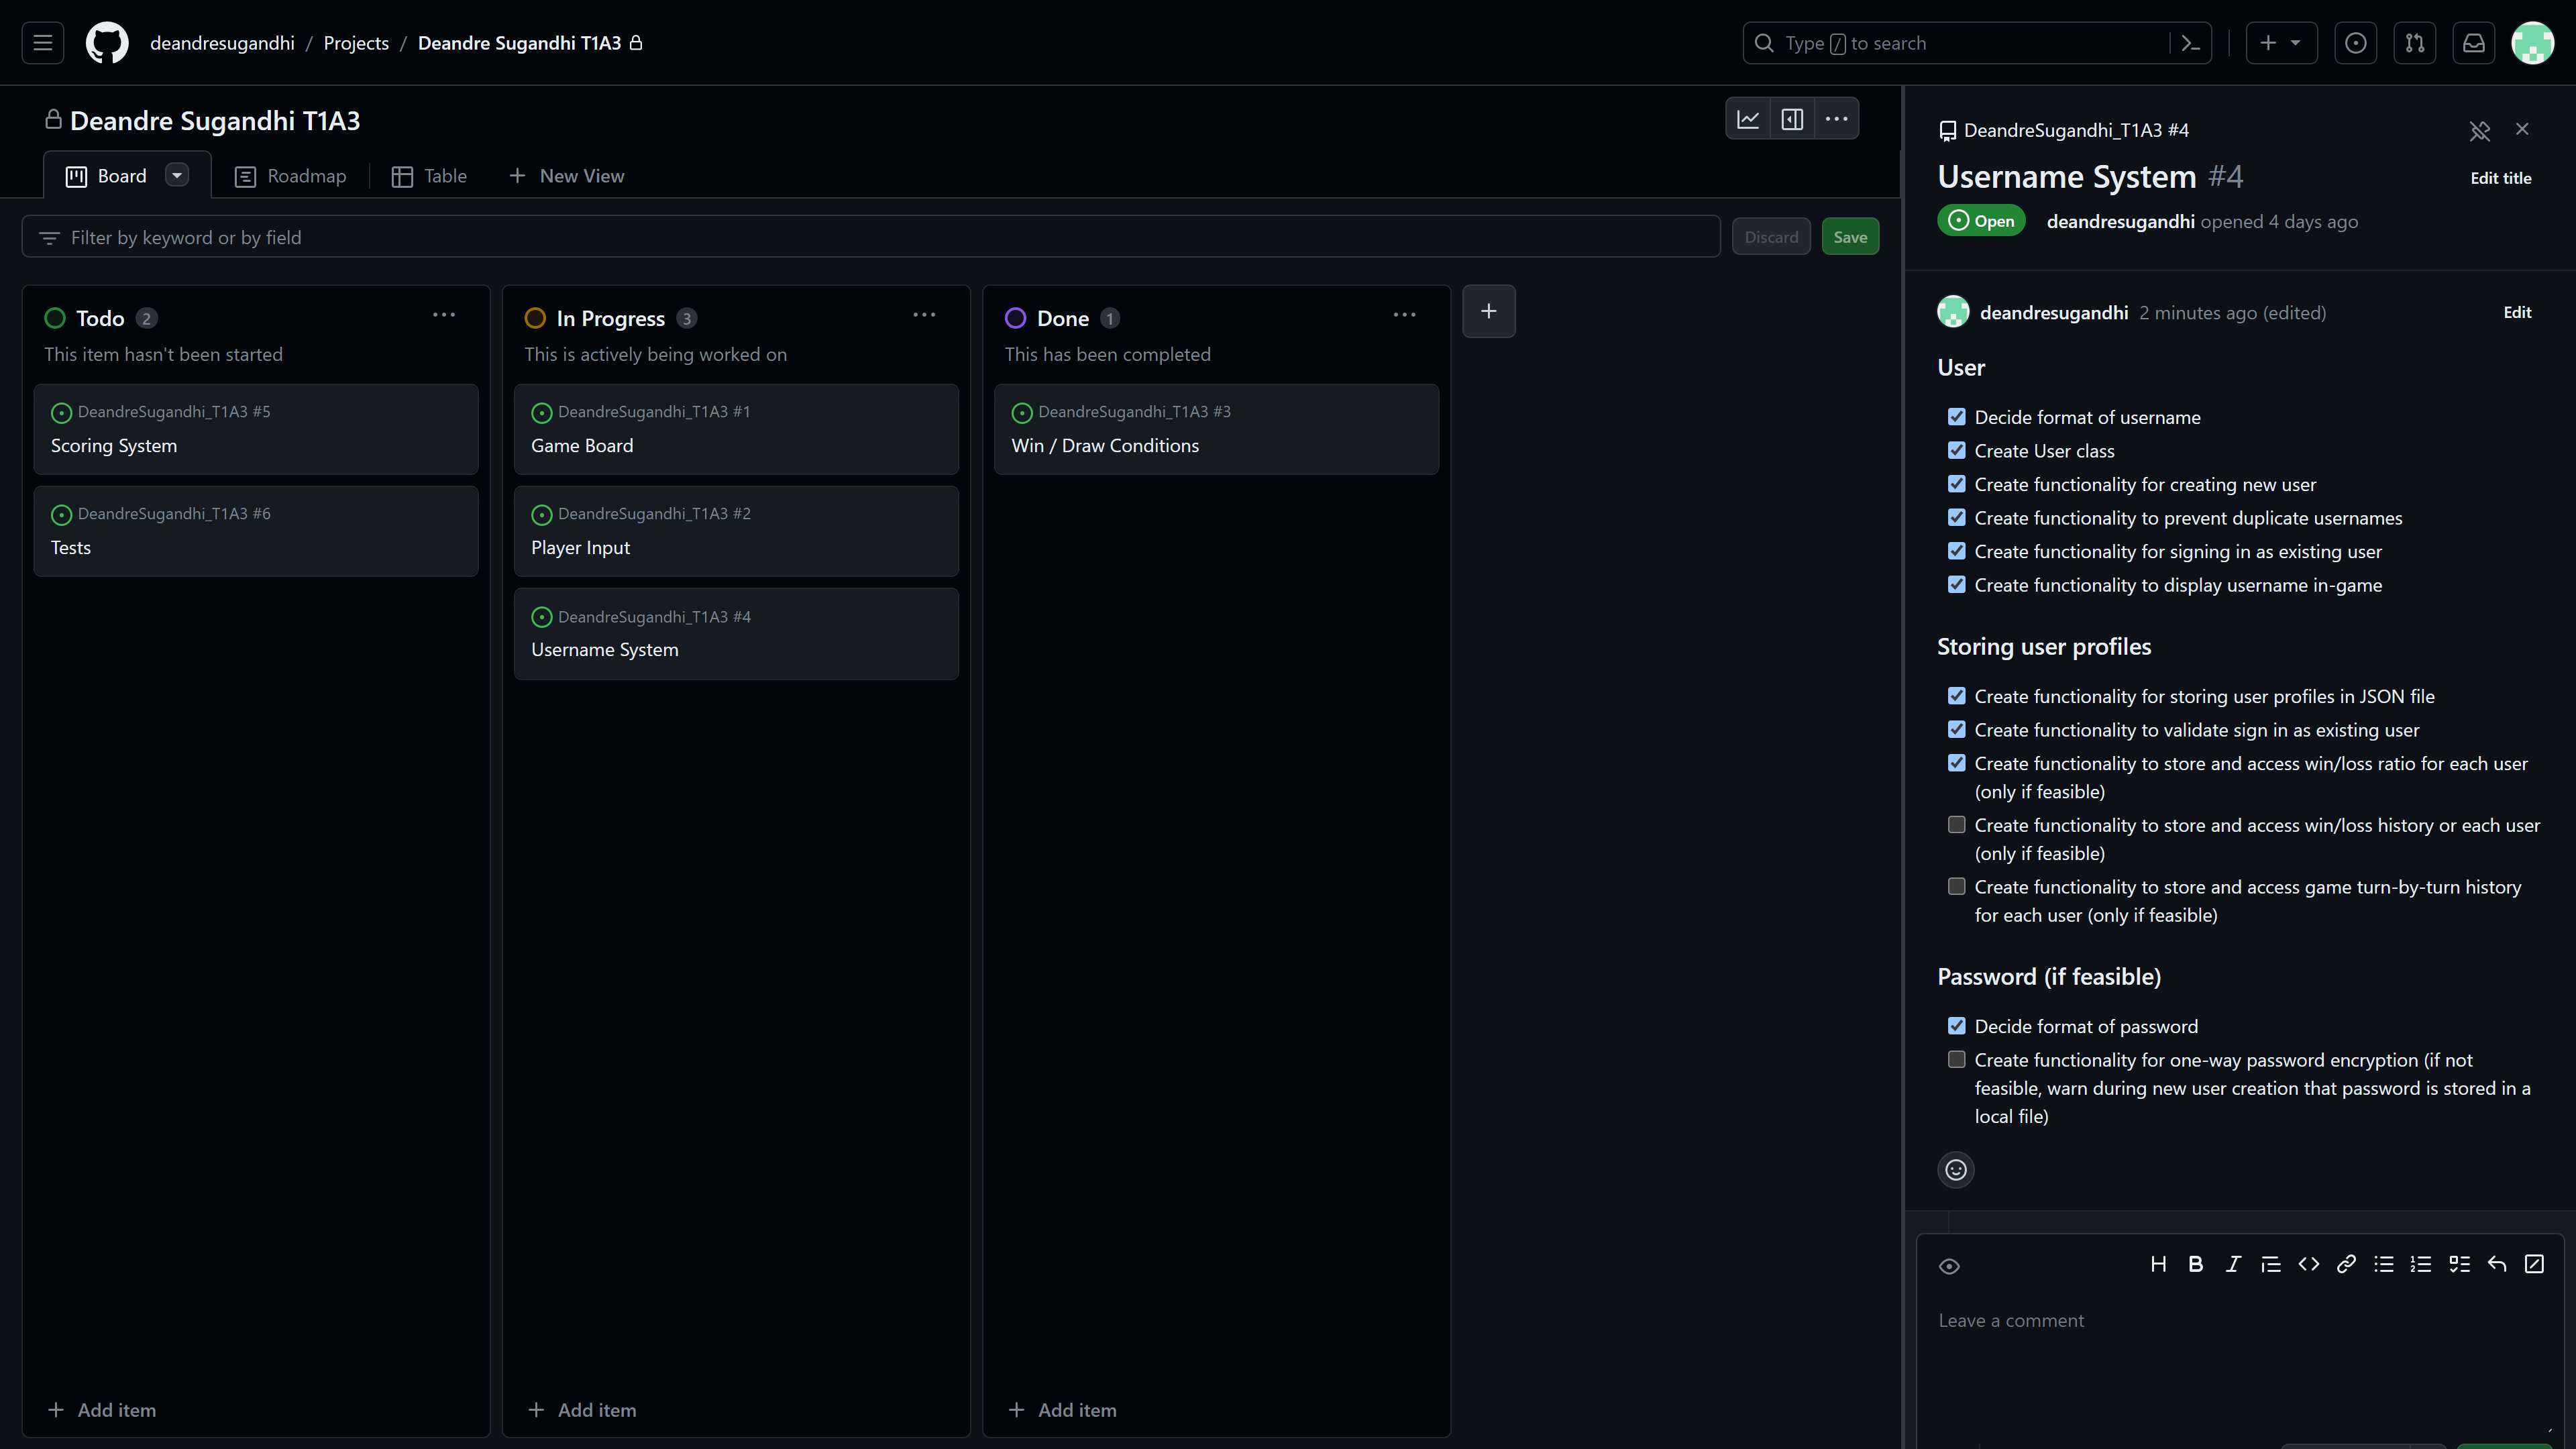 deandresugandhi / Projects / Deandre Sugandhi T1A3
Type / to search
Deandre Sugandhi T1A3
Board
Roadmap
Table
New View
Filter by keyword or by field
Discard
Save
Todo 2
This item hasn't been started
DeandreSugandhi_T1A3 #5
Scoring System
DeandreSugandhi_T1A3 #6
Tests
Add item
In Progress 3
This is actively being worked on
DeandreSugandhi_T1A3 #1
Game Board
DeandreSugandhi_T1A3 #2
Player Input
DeandreSugandhi_T1A3 #4
Username System
Add item
Done 1
This has been completed
DeandreSugandhi_T1A3 #3
Win / Draw Conditions
Add item
DeandreSugandhi_T1A3 #4
Username System #4
Edit title
Open
deandresugandhi opened 4 days ago
deandresugandhi 2 minutes ago (edited)
Edit
User
Decide format of username
Create User class
Create functionality for creating new user
Create functionality to prevent duplicate usernames
Create functionality for signing in as existing user
Create functionality to display username in-game
Storing user profiles
Create functionality for storing user profiles in JSON file
Create functionality to validate sign in as existing user
Create functionality to store and access win/loss ratio for each user
(only if feasible)
Create functionality to store and access win/loss history or each user
(only if feasible)
Create functionality to store and access game turn-by-turn history
for each user (only if feasible)
Password (if feasible)
Decide format of password
Create functionality for one-way password encryption (if not
feasible, warn during new user creation that password is stored in a
local file)
Leave a comment